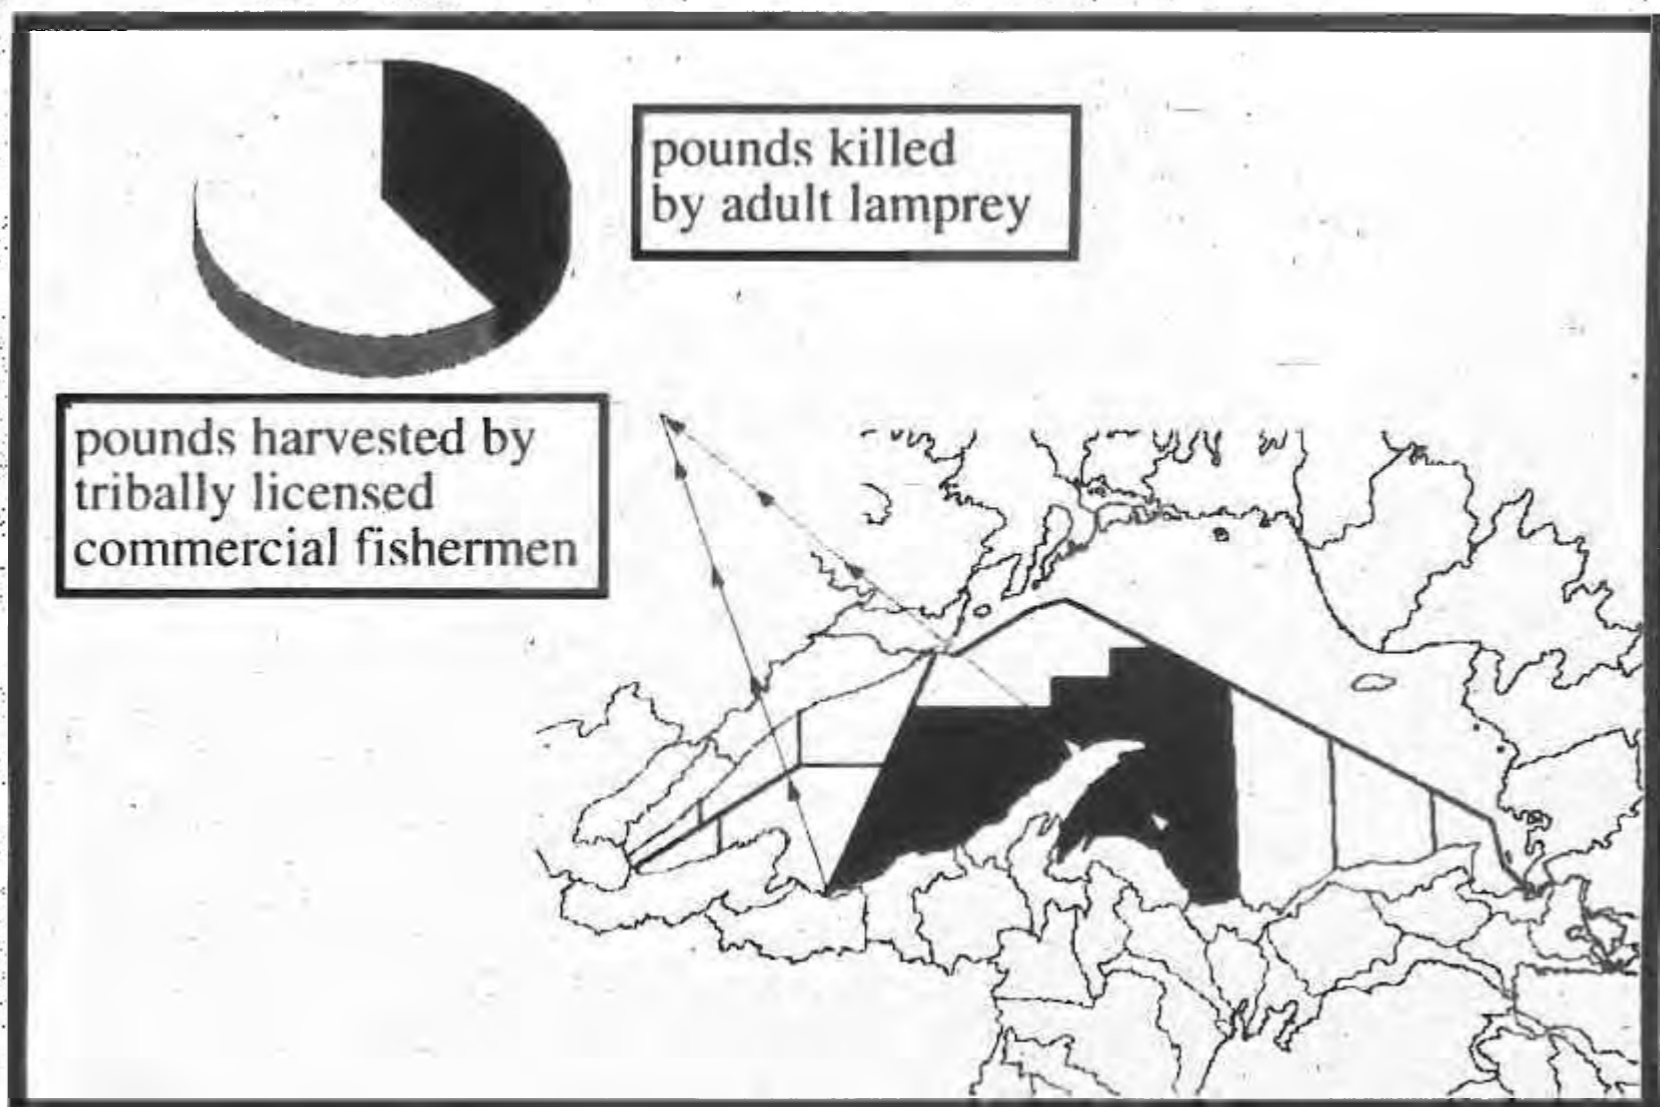 pounds killed
by adult lamprey
pounds harvested by
tribally licensed
commercial fishermen